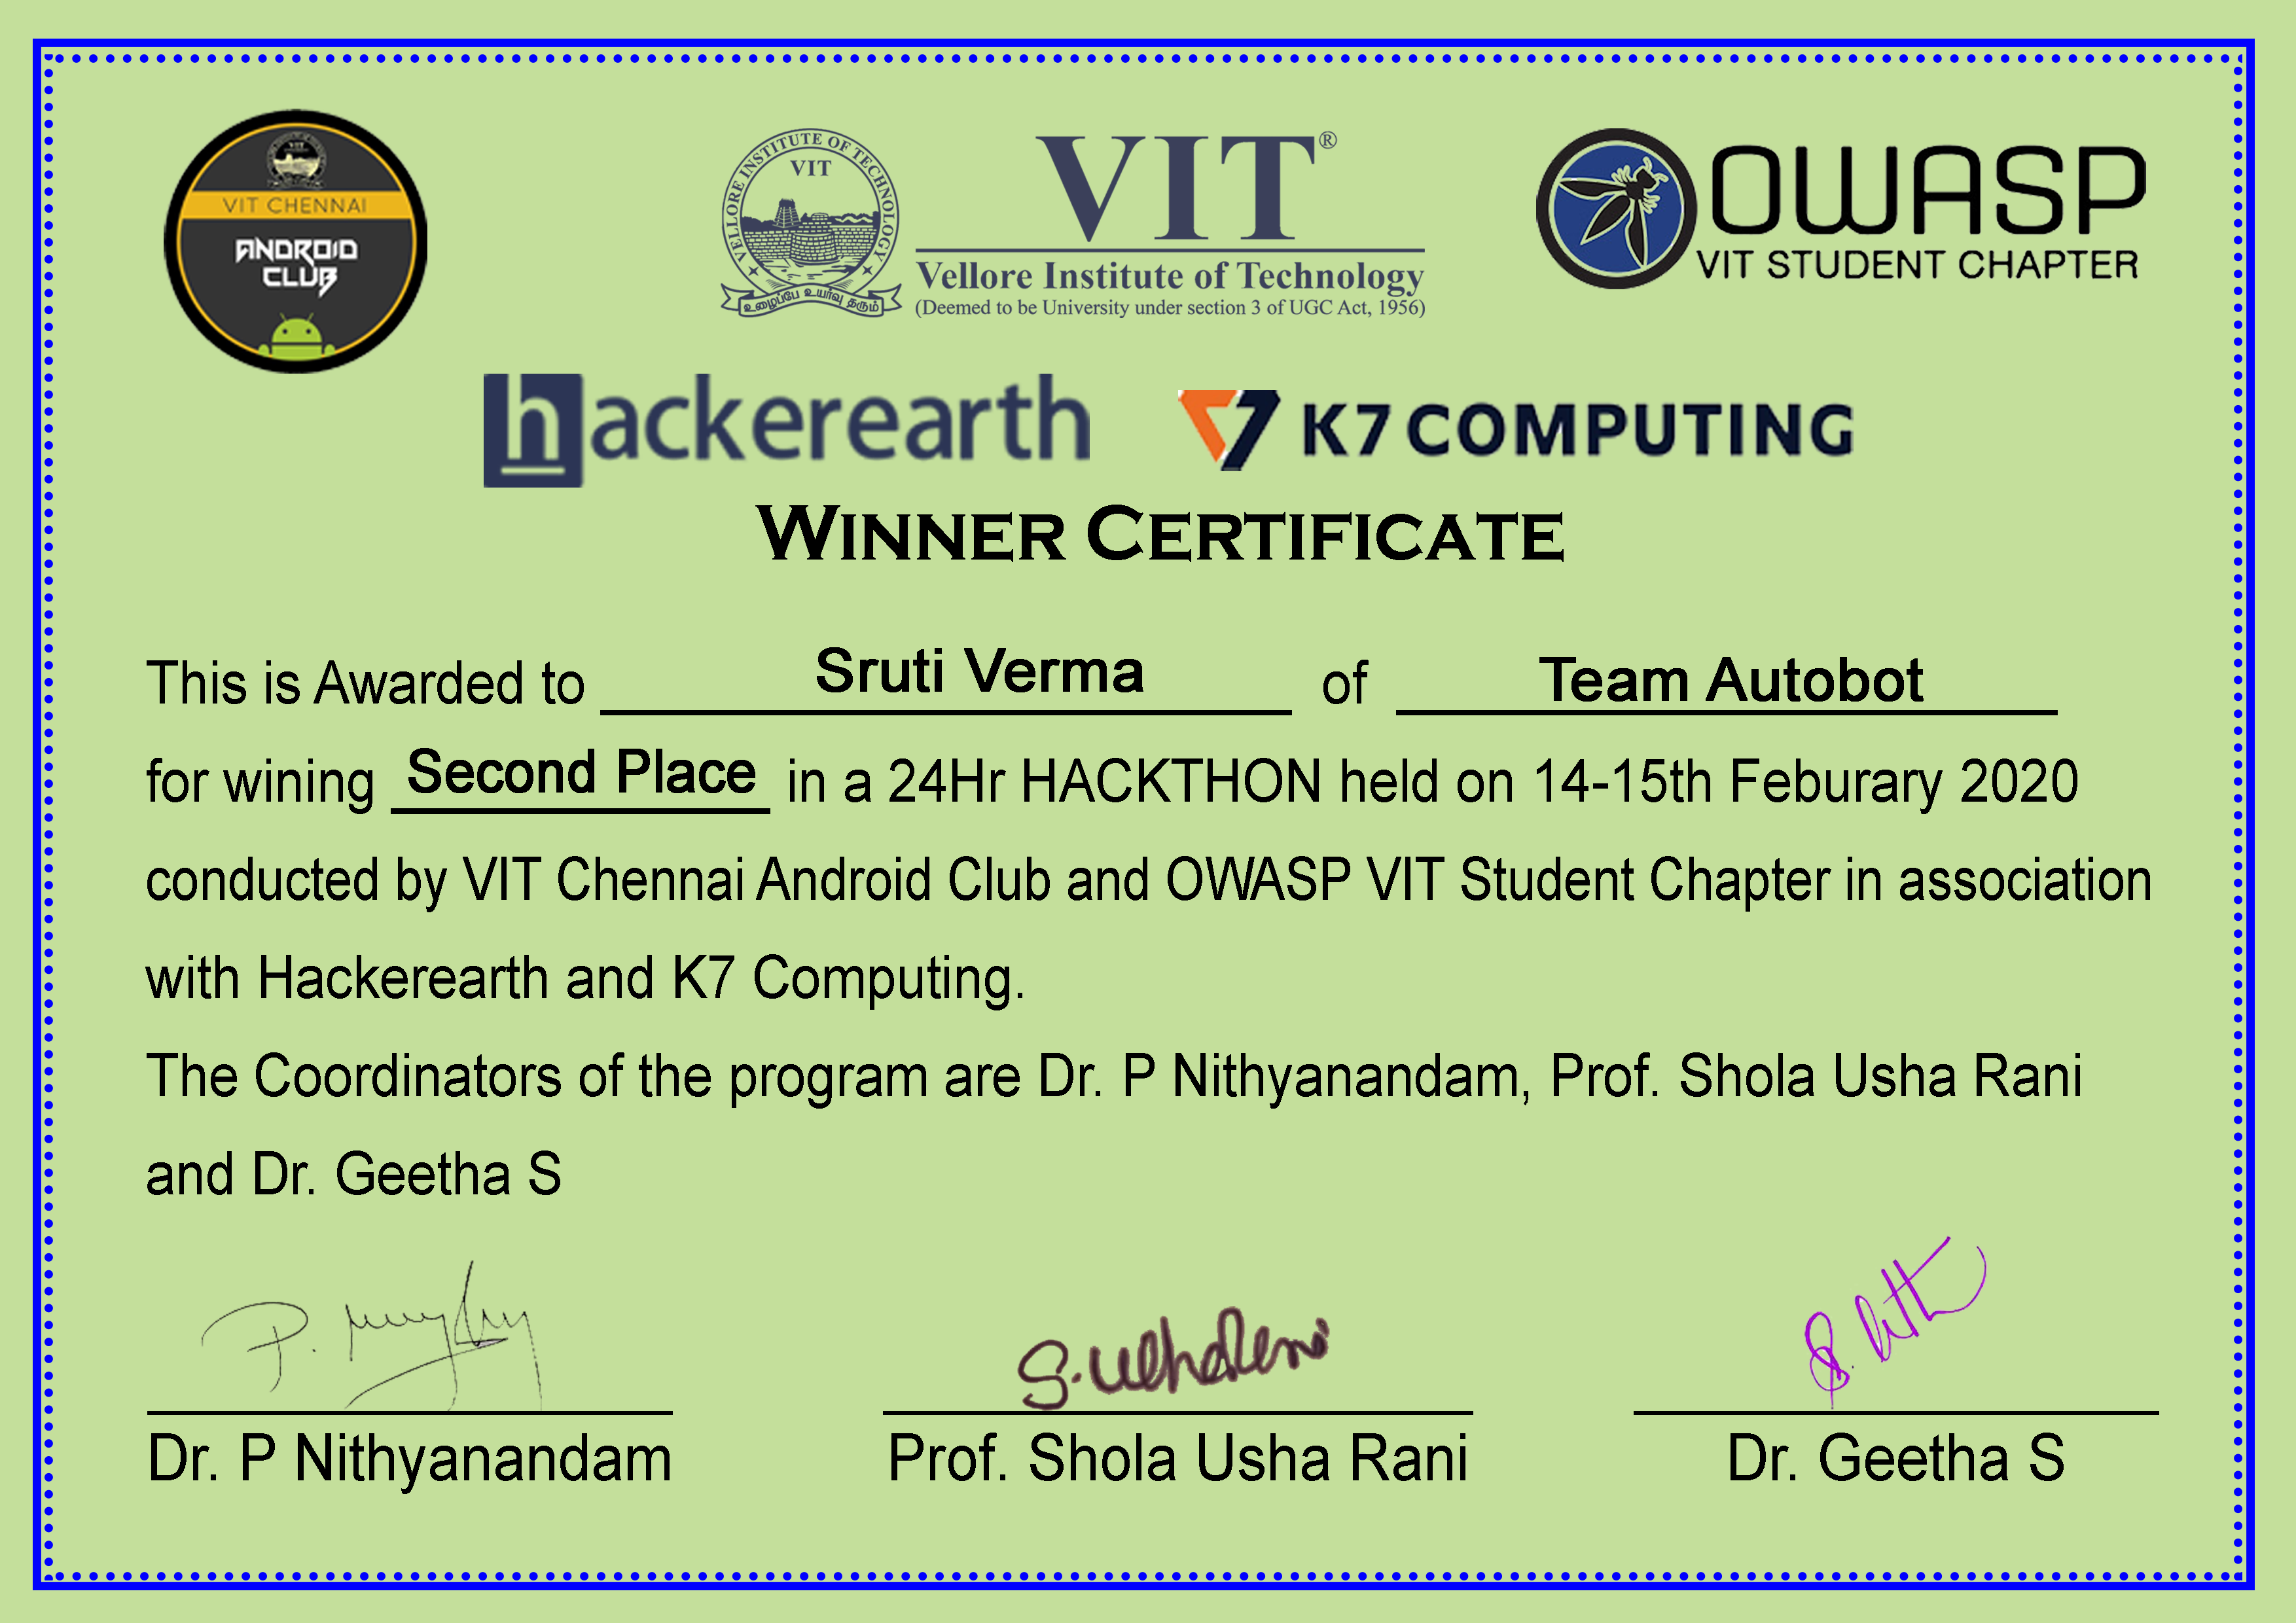 VIT
VIT CHENNAI
ANDROID
CLUB
VELLORE INSTITUTE OF TECHNOLOGY
VIT
உழைப்பே உயர்வு தரும்
VIT®
Vellore Institute of Technology
(Deemed to be University under section 3 of UGC Act, 1956)
OWASP
VIT STUDENT CHAPTER
hackerearth
K7 COMPUTING
WINNER CERTIFICATE
This is Awarded to Sruti Verma of Team Autobot
for wining Second Place in a 24Hr HACKTHON held on 14-15th Feburary 2020
conducted by VIT Chennai Android Club and OWASP VIT Student Chapter in association
with Hackerearth and K7 Computing.
The Coordinators of the program are Dr. P Nithyanandam, Prof. Shola Usha Rani
and Dr. Geetha S
Dr. P Nithyanandam
Prof. Shola Usha Rani
Dr. Geetha S